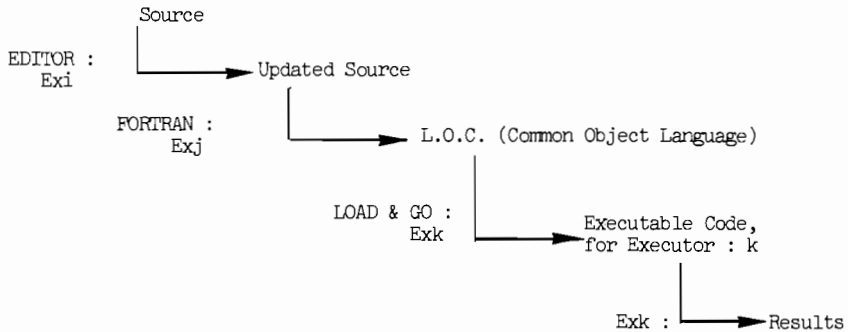 Source
EDITOR :
Exi
Updated Source
FORTRAN :
Exj
L.O.C. (Common Object Language)
LOAD & GO :
Exk
Executable Code,
for Executor : k
Exk :
Results